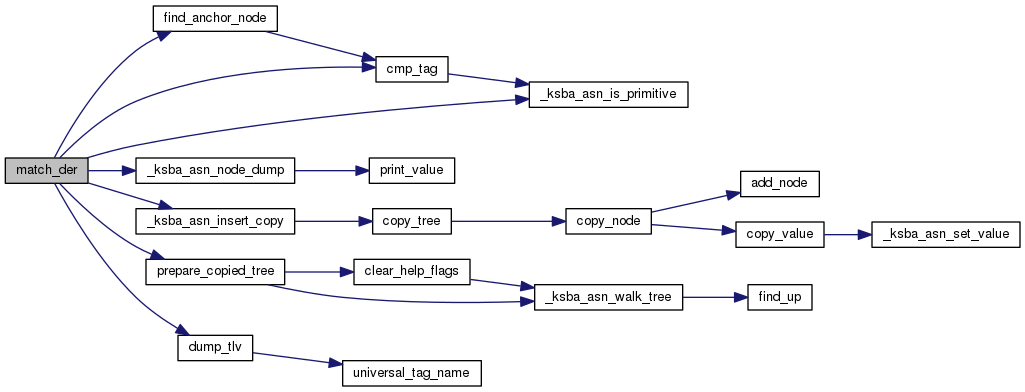 find_anchor_node
cmp_tag
_ksba_asn_is_primitive
match_der
_ksba_asn_node_dump
print_value
add_node
_ksba_asn_insert_copy
copy_tree
copy_node
copy_value
_ksba_asn_set_value
prepare_copied_tree
clear_help_flags
_ksba_asn_walk_tree
find_up
dump_tlv
universal_tag_name